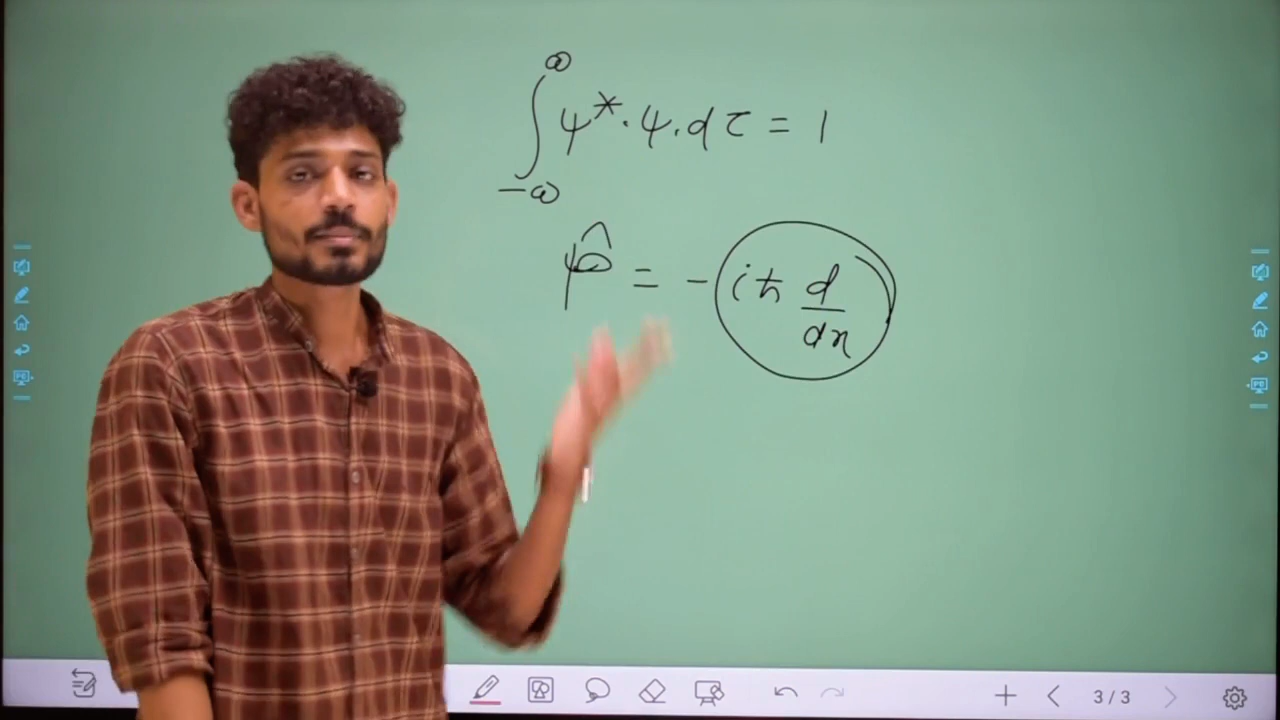 ∫_{-∞}^{∞} ψ*·ψ.dτ = 1
p̂ = -iħ d/dx
3/3